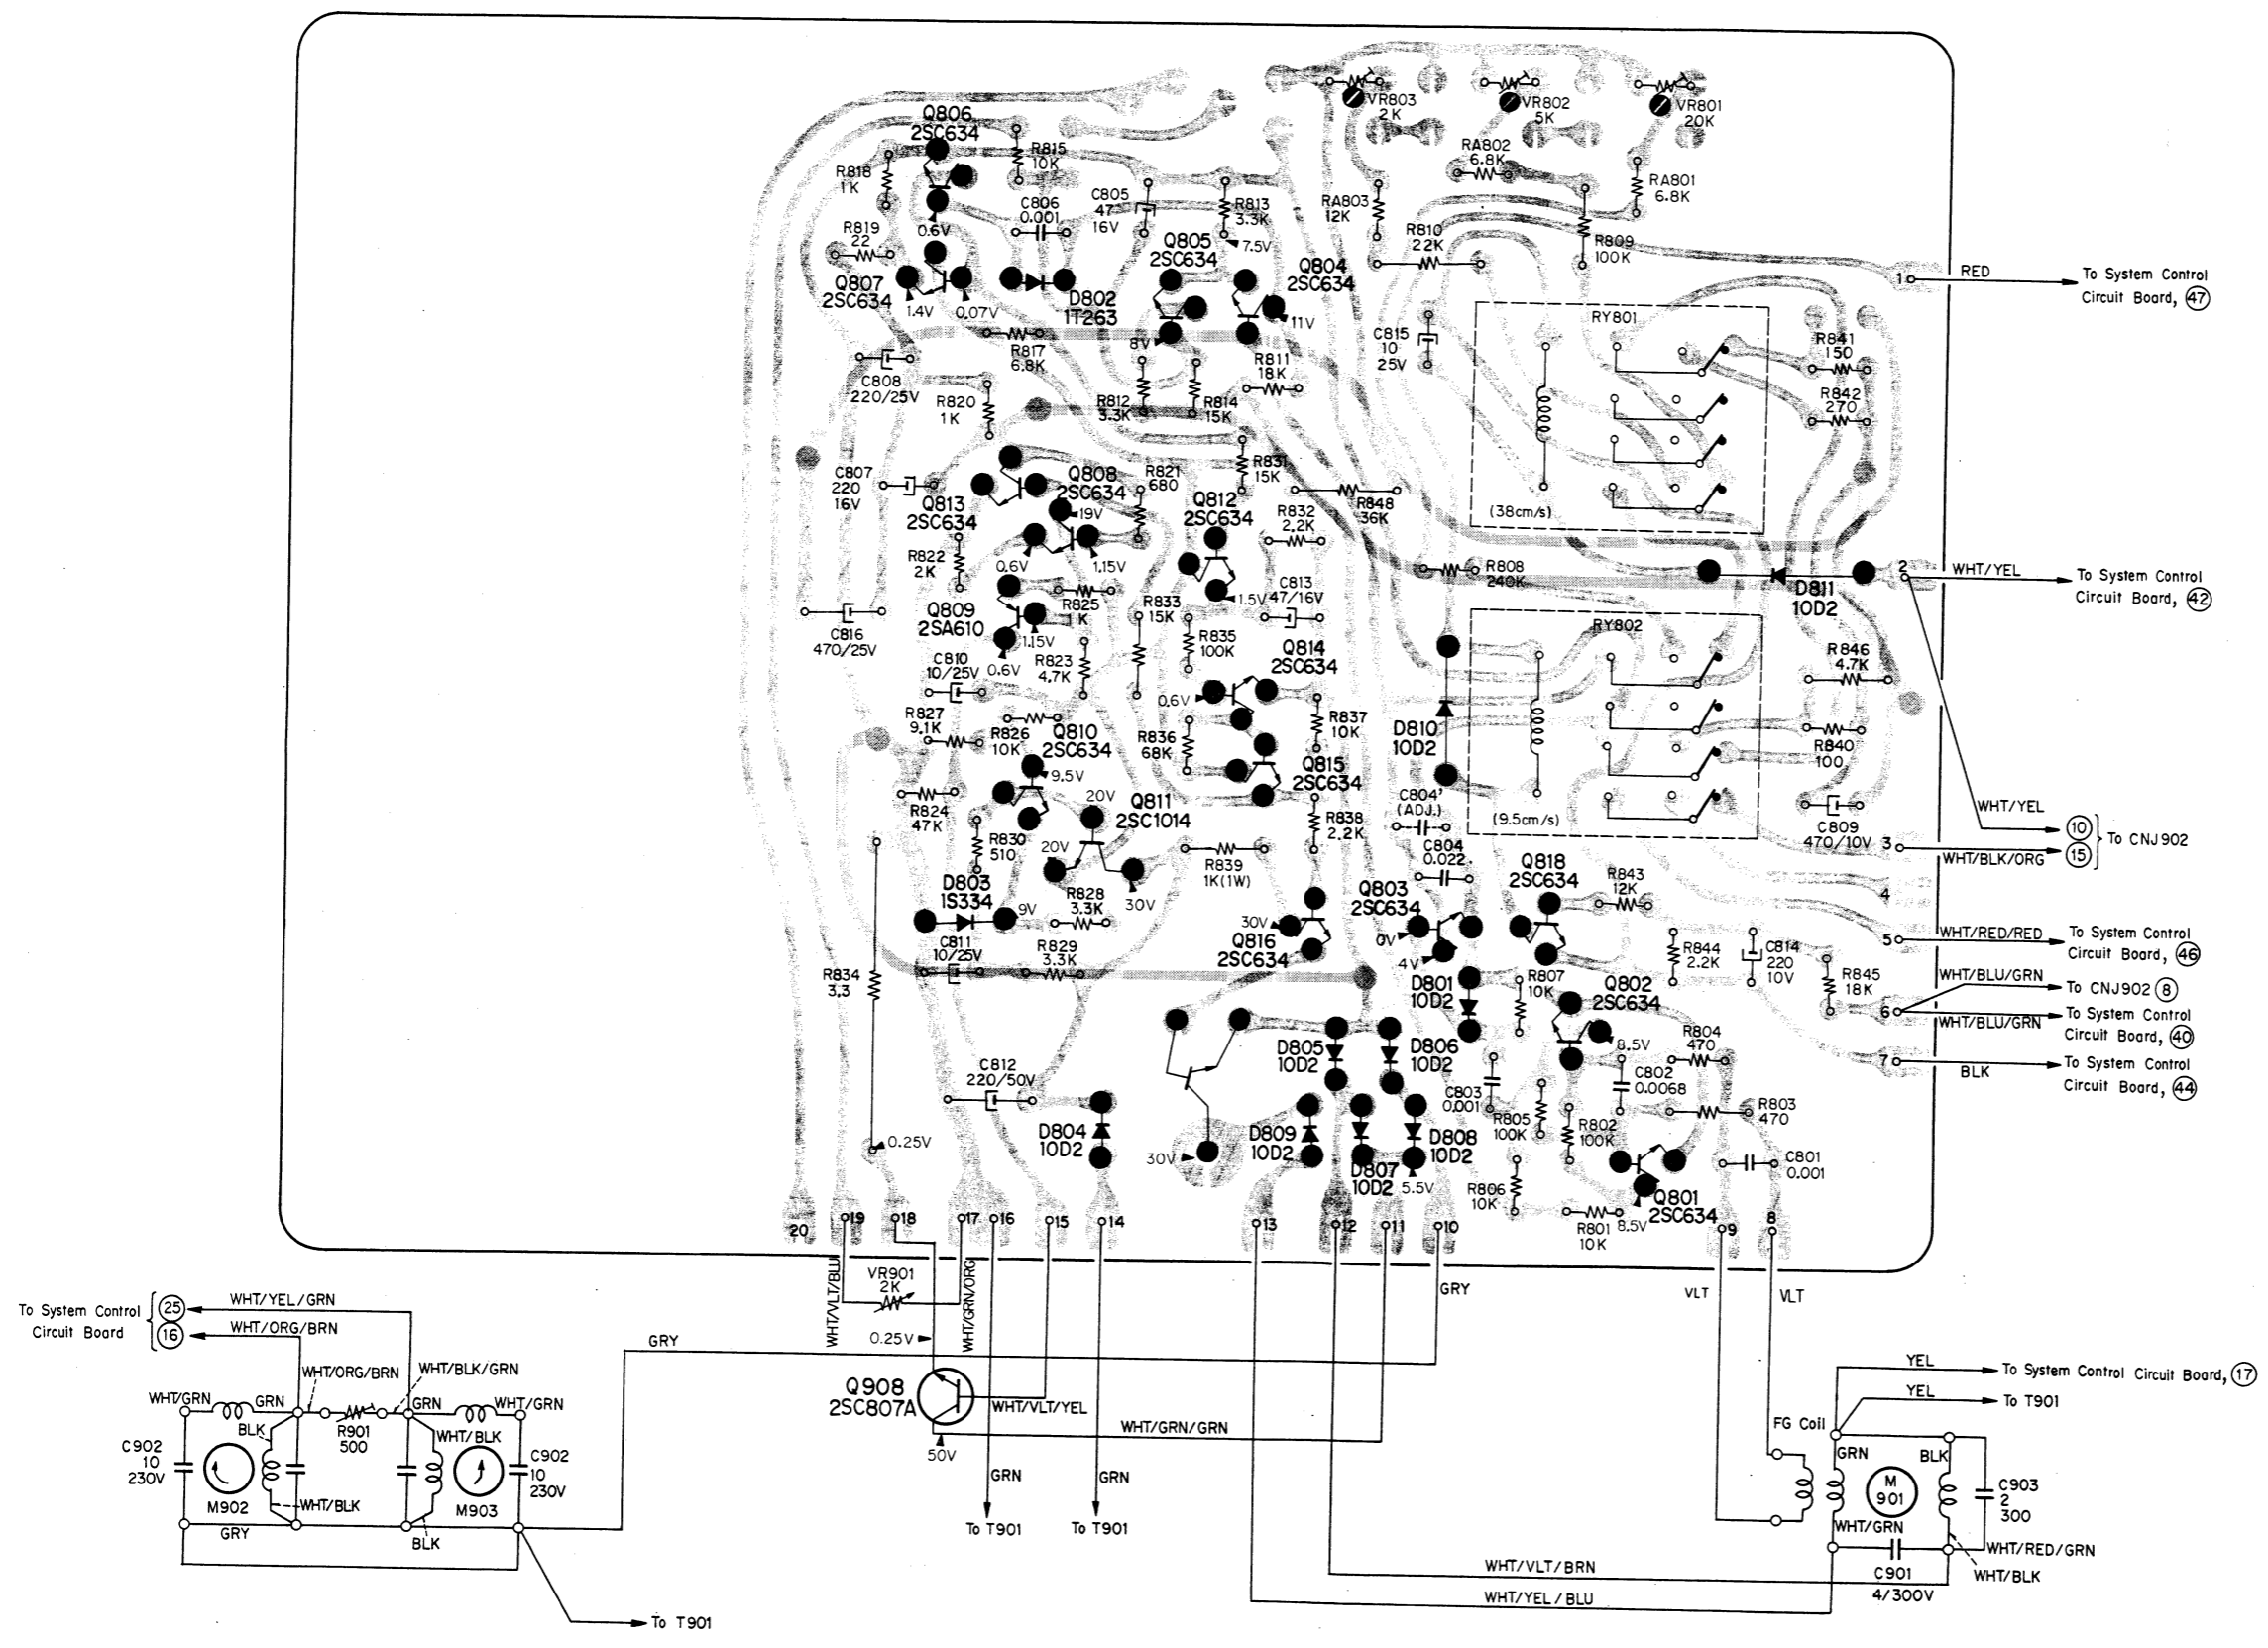 Q806
2SC634
R815
10K
R818
1K
C806
0.001
C805
47
16V
R813
3.3K
7.5V
R819
22
0.6V
Q807
2SC634
1.4V
0.07V
D802
1T263
Q805
2SC634
Q804
2SC634
8V
11V
VR803
2K
VR802
5K
VR801
20K
RA802
6.8K
RA801
6.8K
RA803
12K
R810
22K
R809
100K
1
RED
To System Control
Circuit Board, 47
C808
220/25V
R817
6.8K
R820
1K
R812
3.3K
R814
15K
R811
18K
C815
10
25V
RY801
(38cm/s)
R841
150
R842
270
C807
220
16V
Q813
2SC634
Q808
2SC634
19V
R821
680
R831
15K
Q812
2SC634
R832
2.2K
R848
36K
R822
2K
0.6V
1.15V
R808
240K
D811
10D2
2
WHT/YEL
To System Control
Circuit Board, 42
C816
470/25V
Q809
2SA610
1.15V
0.6V
R825
1K
R833
15K
1.5V
C813
47/16V
R835
100K
Q814
2SC634
RY802
(9.5cm/s)
R846
4.7K
C810
10/25V
R823
4.7K
0.6V
R827
9.1K
R826
10K
Q810
2SC634
9.5V
R836
68K
R837
10K
D810
10D2
Q815
2SC634
R840
100
R824
47K
20V
Q811
2SC1014
C804'
(ADJ.)
R838
2.2K
C809
470/10V
WHT/YEL
10
15
To CNJ902
3
WHT/BLK/ORG
R830
510
20V
30V
R839
1K(1W)
C804
0.022
Q818
2SC634
R843
12K
4
D803
1S334
9V
R828
3.3K
Q803
2SC634
30V
Q816
2SC634
0V
4V
5
WHT/RED/RED
To System Control
Circuit Board, 46
R834
3.3
C811
10/25V
R829
3.3K
D801
10D2
R807
10K
Q802
2SC634
R844
2.2K
C814
220
10V
R845
18K
WHT/BLU/GRN
To CNJ902 8
6
WHT/BLU/GRN
To System Control
Circuit Board, 40
D805
10D2
D806
10D2
8.5V
R804
470
7
BLK
To System Control
Circuit Board, 44
C812
220/50V
C803
0.001
C802
0.0068
R803
470
D804
10D2
D809
10D2
D808
10D2
R805
100K
R802
100K
0.25V
30V
D807
10D2
5.5V
R806
10K
C801
0.001
R801
10K
8.5V
Q801
2SC634
20
19
18
17
16
15
14
13
12
11
10
9
8
WHT/VLT/BLU
VR901
2K
WHT/GRN/ORG
GRY
VLT
VLT
To System Control
Circuit Board
25
16
WHT/YEL/GRN
WHT/ORG/BRN
0.25V
GRY
WHT/ORG/BRN
WHT/BLK/GRN
Q908
2SC807A
WHT/VLT/YEL
WHT/GRN/GRN
50V
YEL
To System Control Circuit Board, 17
YEL
To T901
WHT/GRN
GRN
GRN
WHT/GRN
BLK
R901
500
WHT/BLK
C902
10
230V
M902
WHT/BLK
M903
C902
10
230V
GRY
BLK
GRN
GRN
To T901
To T901
FG Coil
GRN
BLK
M
901
C903
2
300
WHT/GRN
WHT/RED/GRN
WHT/BLK
WHT/VLT/BRN
C901
4/300V
WHT/YEL/BLU
To T901